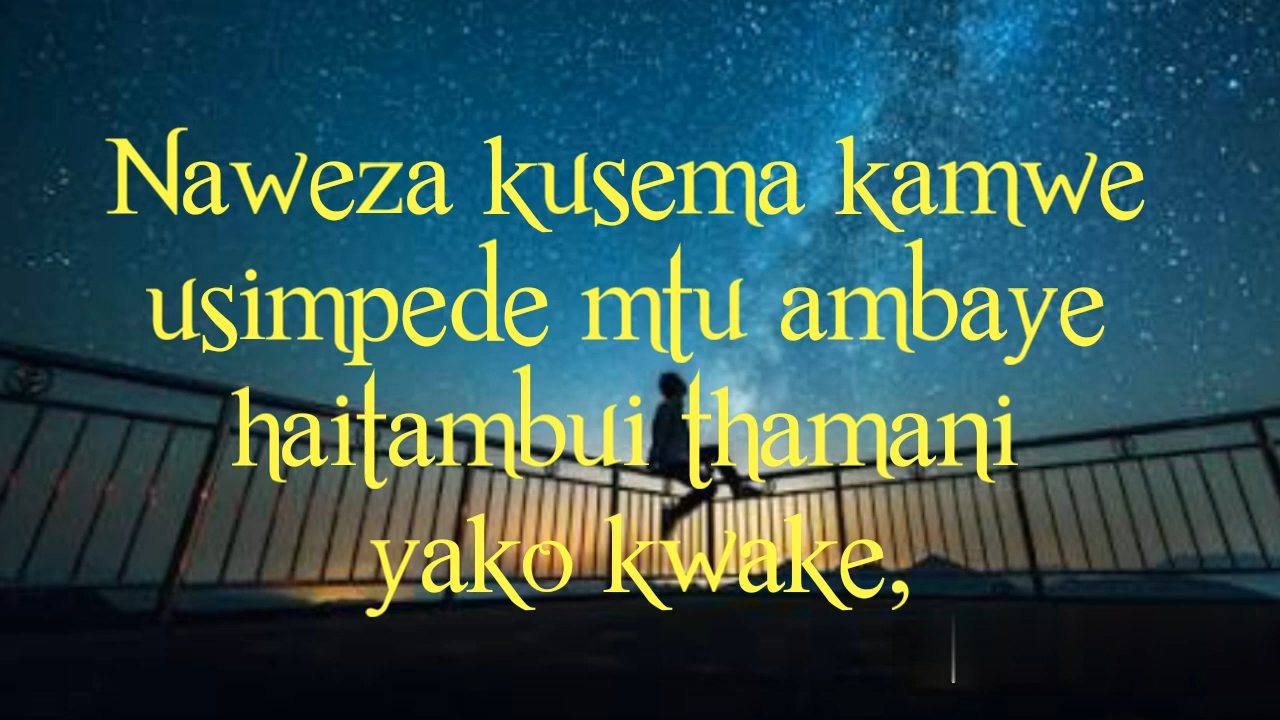 Naweza kusema kamwe
usimpede mtu ambaye
haitambui thamani
yako kwake,